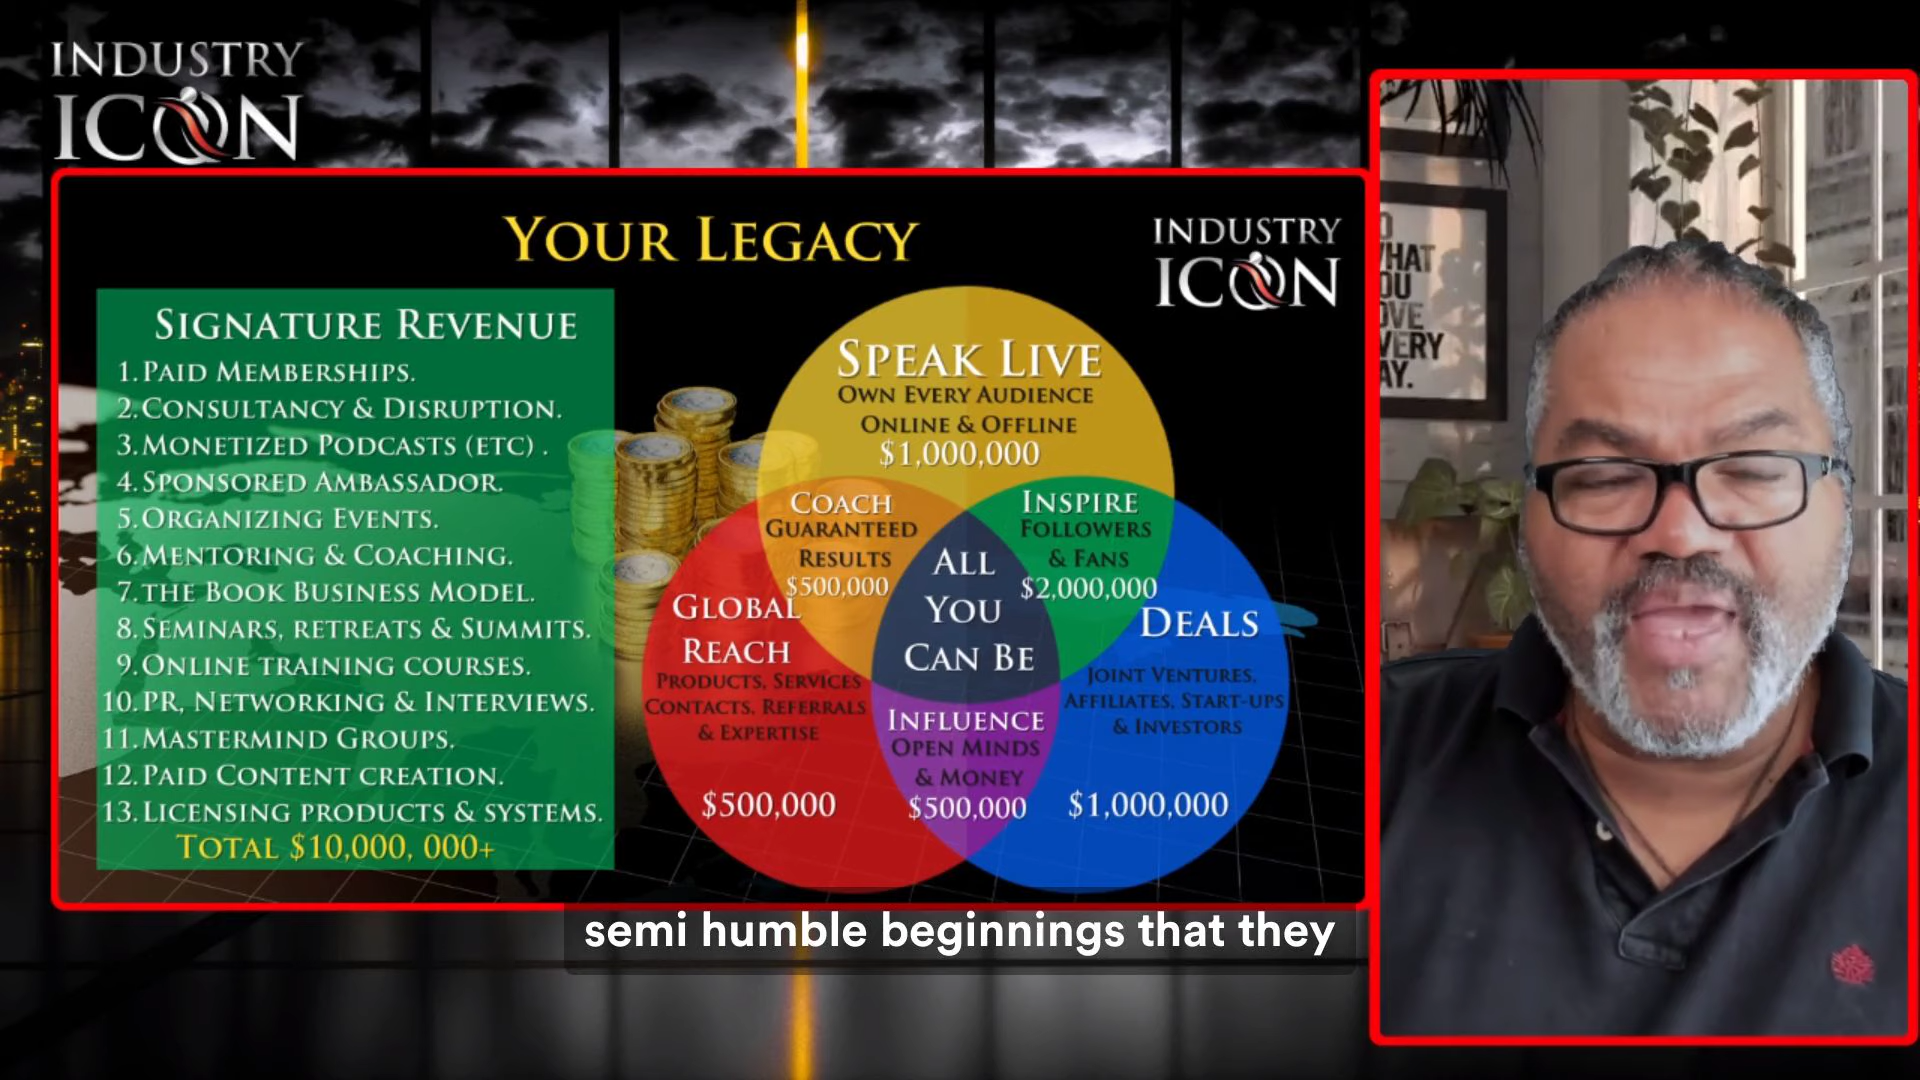 INDUSTRY
ICON
YOUR LEGACY
INDUSTRY
ICON
SIGNATURE REVENUE
1. PAID MEMBERSHIPS.
2. CONSULTANCY & DISRUPTION.
3. MONETIZED PODCASTS (ETC) .
4. SPONSORED AMBASSADOR.
5. ORGANIZING EVENTS.
6. MENTORING & COACHING.
7. THE BOOK BUSINESS MODEL.
8. SEMINARS, RETREATS & SUMMITS.
9. ONLINE TRAINING COURSES.
10. PR, NETWORKING & INTERVIEWS.
11. MASTERMIND GROUPS.
12. PAID CONTENT CREATION.
13. LICENSING PRODUCTS & SYSTEMS.
TOTAL $10,000, 000+
SPEAK LIVE
OWN EVERY AUDIENCE
ONLINE & OFFLINE
$1,000,000
COACH
GUARANTEED
RESULTS
$500,000
INSPIRE
FOLLOWERS
& FANS
$2,000,000
ALL
YOU
CAN BE
GLOBAL
REACH
PRODUCTS, SERVICES
CONTACTS, REFERRALS
& EXPERTISE
$500,000
INFLUENCE
OPEN MINDS
& MONEY
$500,000
DEALS
JOINT VENTURES,
AFFILIATES, START-UPS
& INVESTORS
$1,000,000
semi humble beginnings that they